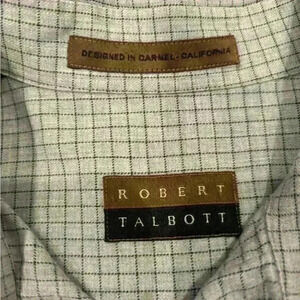 DESIGNED IN CARMEL - CALIFORNIA
ROBERT
TALBOTT